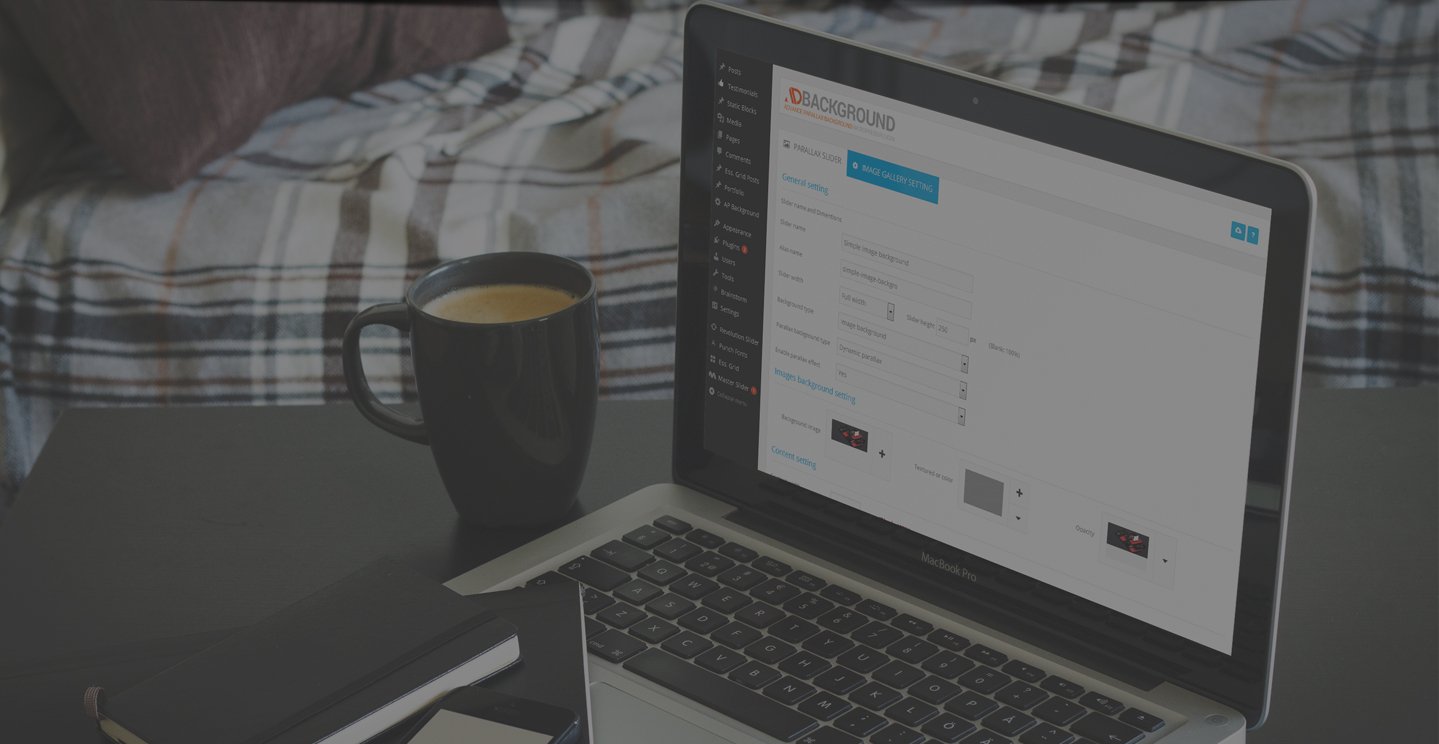 Posts
Testimonials
Static Blocks
Media
Pages
Comments
Ess. Grid Posts
Portfolio
AP Background
Appearance
Plugins
Users
Tools
Brainstorm
Settings
Revolution Slider
Punch Fonts
Ess. Grid
Master Slider
Collapse menu
BACKGROUND
ADVANCE PARALLAX BACKGROUND
PARALLAX SLIDER
IMAGE GALLERY SETTING
General setting
Slider name and Dimentions
Slider name
Simple image background
Alias name
simple-image-backgro
Slider width
Full width
Slider height
250
px
(Blank: 100%)
Background type
Image background
Parallax background type
Dynamic parallax
Enable parallax effect
Yes
Images background setting
Background image
Textured or color
Opacity
Content setting
MacBook Pro
Q W E R T Y U I O P Å
A S D F G H J K L Ö Ä
Z X C V B N M